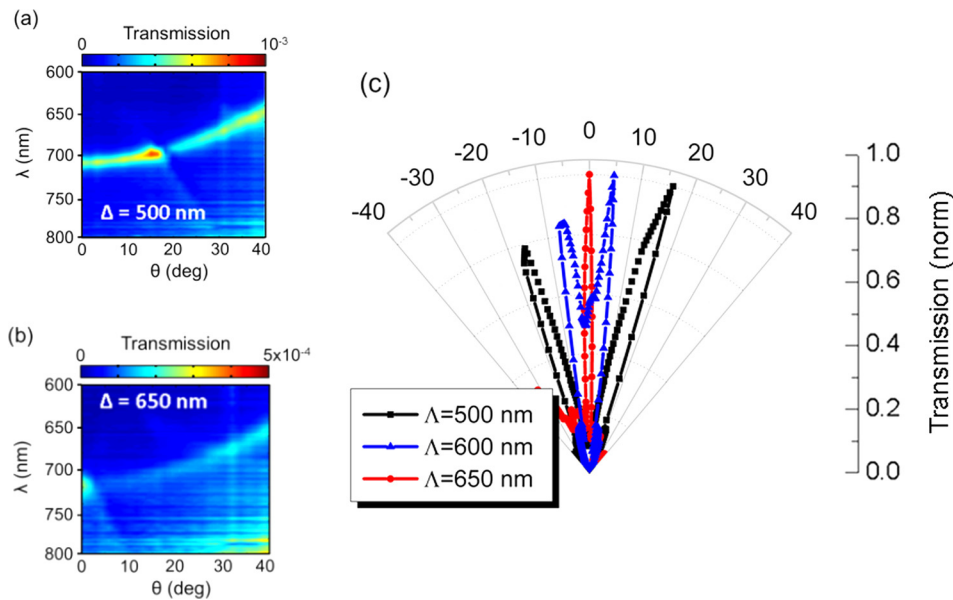 (a)
Transmission
0 10⁻³
600
650
700
750
800
λ (nm)
Δ = 500 nm
0 10 20 30 40
θ (deg)
(b)
Transmission
0 5x10⁻⁴
600
650
700
750
800
λ (nm)
Δ = 650 nm
0 10 20 30 40
θ (deg)
(c)
-40 -30 -20 -10 0 10 20 30 40
1.0
0.8
0.6
0.4
0.2
0.0
Transmission (norm)
Λ=500 nm
Λ=600 nm
Λ=650 nm